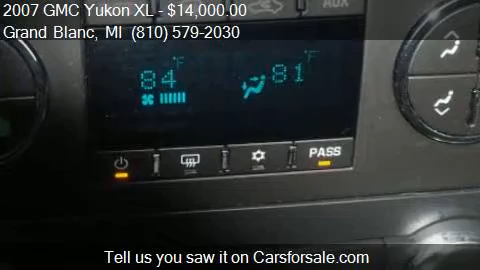 2007 GMC Yukon XL - $14,000.00
Grand Blanc, MI (810) 579-2030
AUX
84 °F
81 °F
PASS
Tell us you saw it on Carsforsale.com